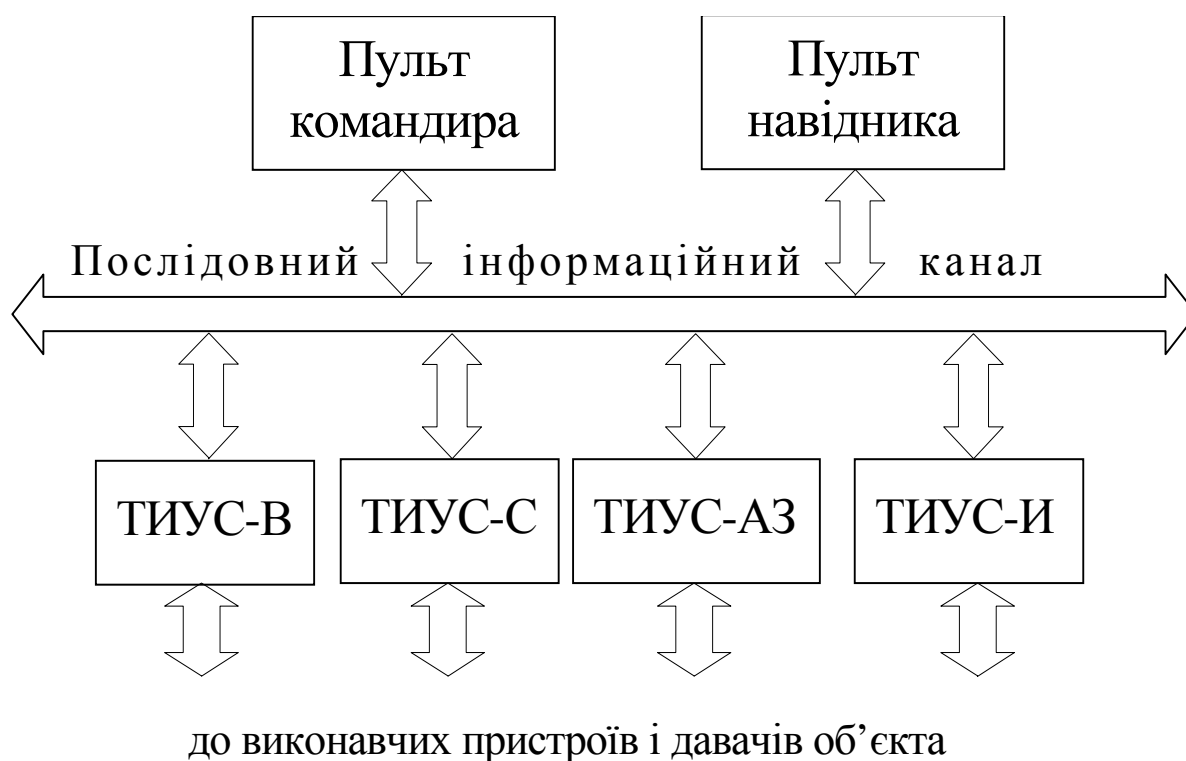 Пульт
командира
Пульт
навідника
Послідовний інформаційний канал
ТИУС-В
ТИУС-С
ТИУС-АЗ
ТИУС-И
до виконавчих пристроїв і давачів об’єкта